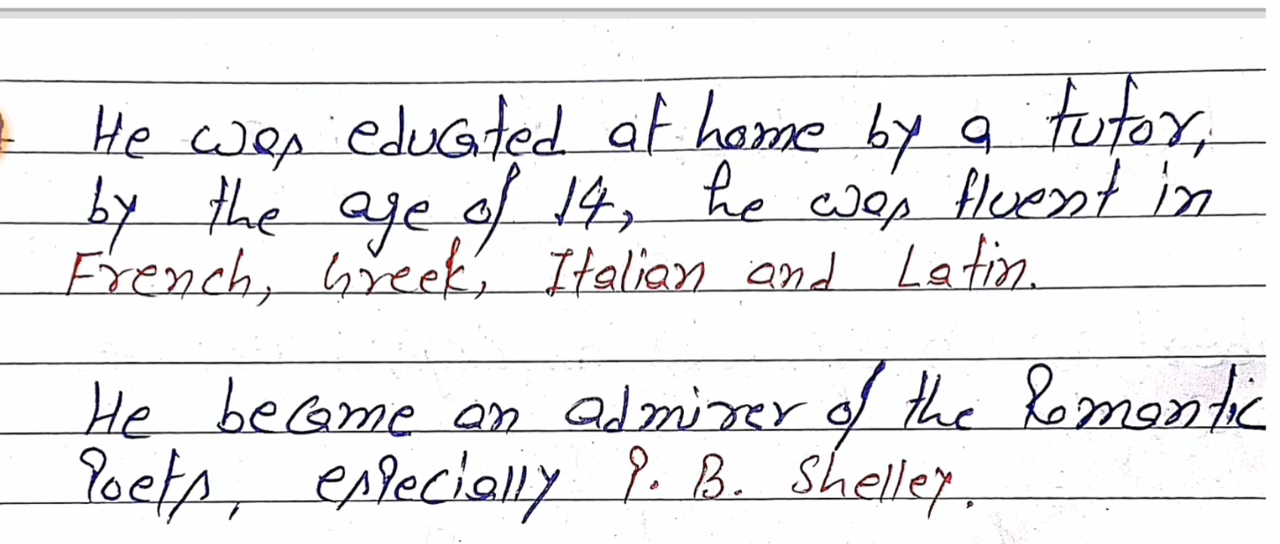 He was educated at home by a tutor,
by the age of 14, he was fluent in
French, Greek, Italian and Latin.
He became an admirer of the Romantic
Poets, especially P. B. Shelley.